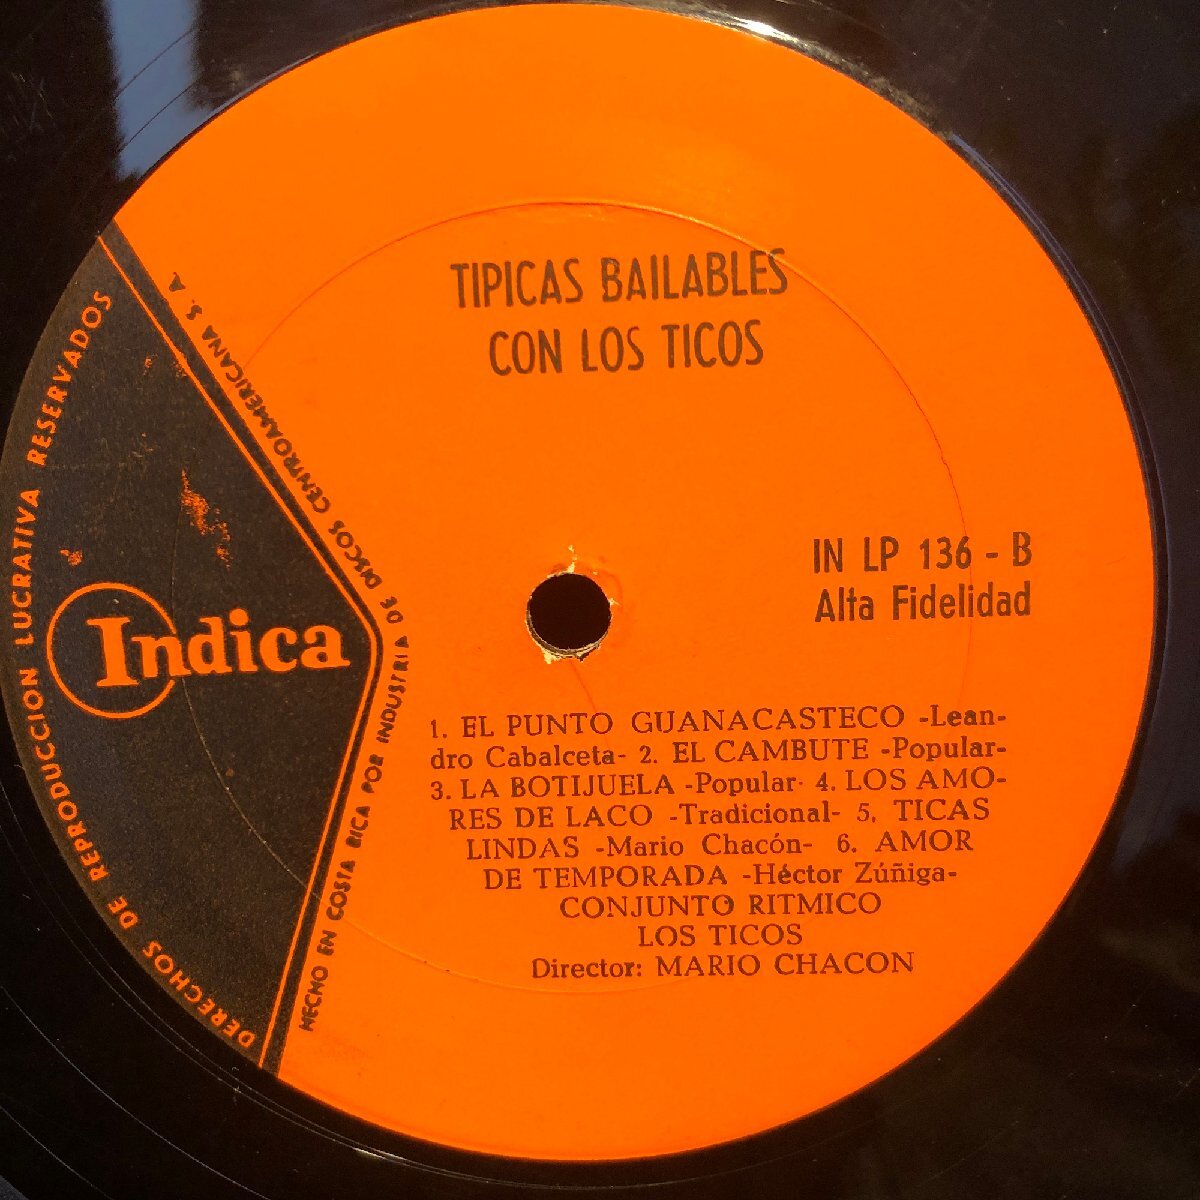 TIPICAS BAILABLES
CON LOS TICOS
IN LP 136 - B
Alta Fidelidad
Indica
DERECHOS DE REPRODUCCION LUCRATIVA RESERVADOS
HECHO EN COSTA RICA POR INDUSTRIA DE DISCOS CENTROAMERICANA S. A.
1. EL PUNTO GUANACASTECO -Lean-
dro Cabalceta- 2. EL CAMBUTE -Popular-
3. LA BOTIJUELA -Popular- 4. LOS AMO-
RES DE LACO -Tradicional- 5. TICAS
LINDAS -Mario Chacón- 6. AMOR
DE TEMPORADA -Héctor Zúñiga-
CONJUNTO RITMICO
LOS TICOS
Director: MARIO CHACON